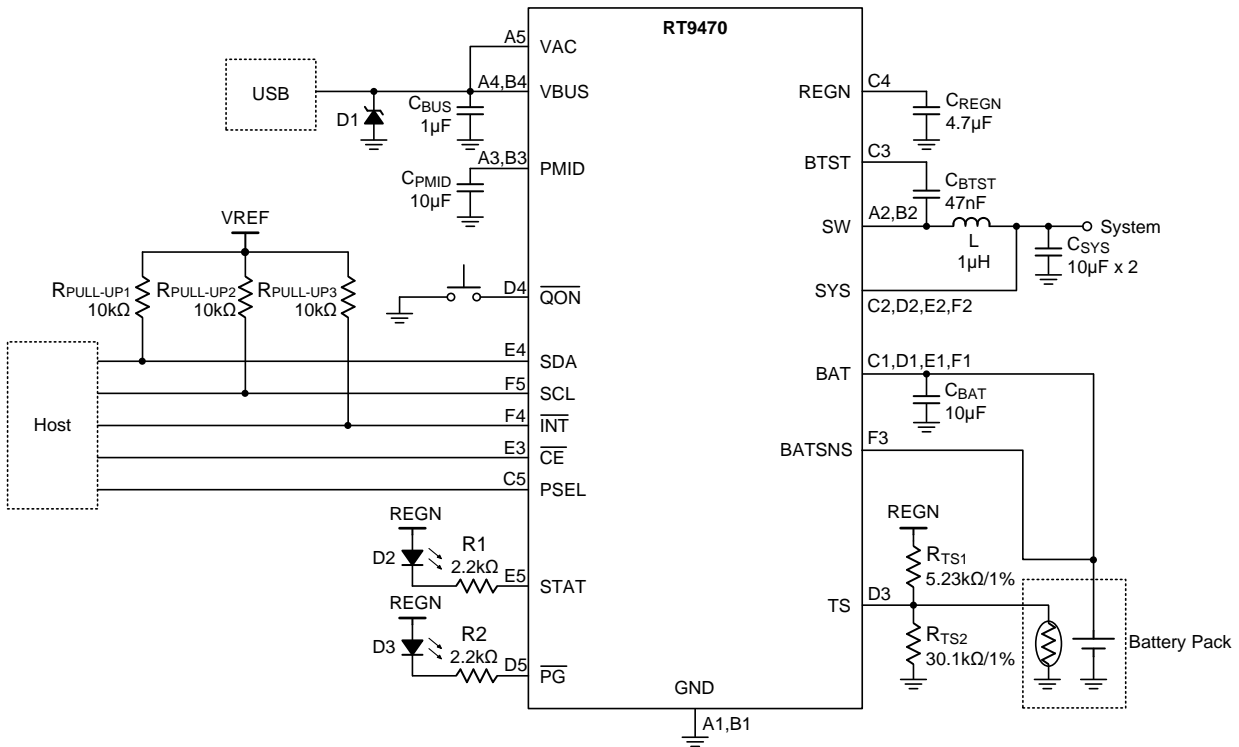 RT9470
A5
VAC
USB
A4,B4
VBUS
D1
CBUS
1μF
A3,B3
PMID
CPMID
10μF
VREF
RPULL-UP1
10kΩ
RPULL-UP2
10kΩ
RPULL-UP3
10kΩ
D4
QON
Host
E4
SDA
F5
SCL
F4
INT
E3
CE
C5
PSEL
REGN
D2
R1
2.2kΩ
E5
STAT
REGN
D3
R2
2.2kΩ
D5
PG
GND
A1,B1
REGN
C4
CREGN
4.7μF
BTST
C3
CBTST
47nF
SW
A2,B2
L
1μH
System
CSYS
10μF x 2
SYS
C2,D2,E2,F2
BAT
C1,D1,E1,F1
CBAT
10μF
BATSNS
F3
REGN
RTS1
5.23kΩ/1%
TS
D3
RTS2
30.1kΩ/1%
Battery Pack